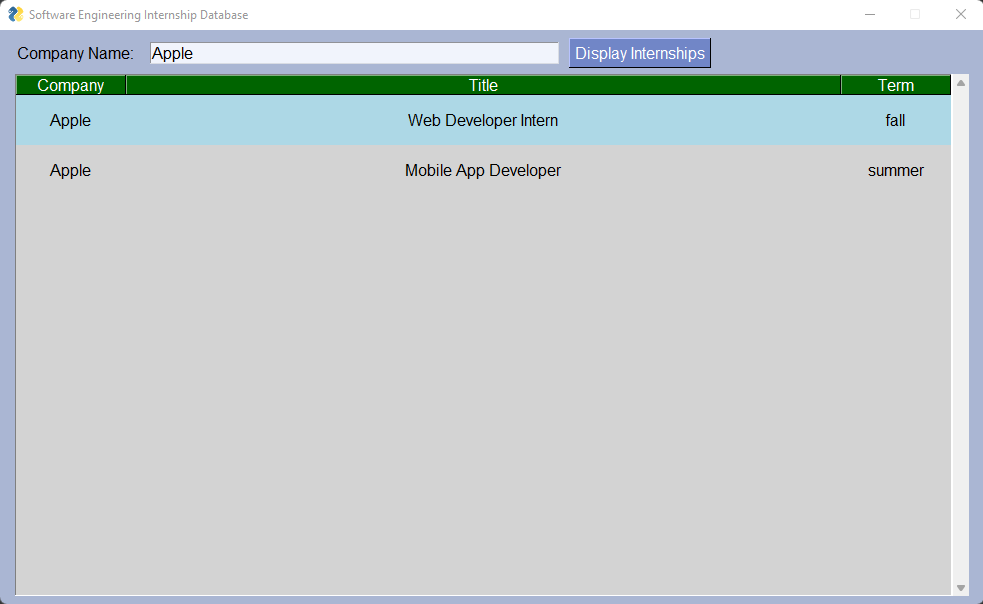 Software Engineering Internship Database
Company Name: Apple Display Internships
Company Title Term
Apple Web Developer Intern fall
Apple Mobile App Developer summer